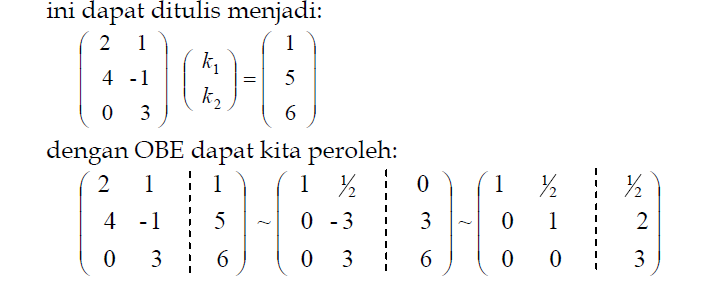 ini dapat ditulis menjadi:
2 1 k₁ 1
4 -1 = 5
0 3 k₂ 6
dengan OBE dapat kita peroleh:
2 1 1 1 ½ 0 1 ½ ½
4 -1 5 ~ 0 -3 3 ~ 0 1 2
0 3 6 0 3 6 0 0 3